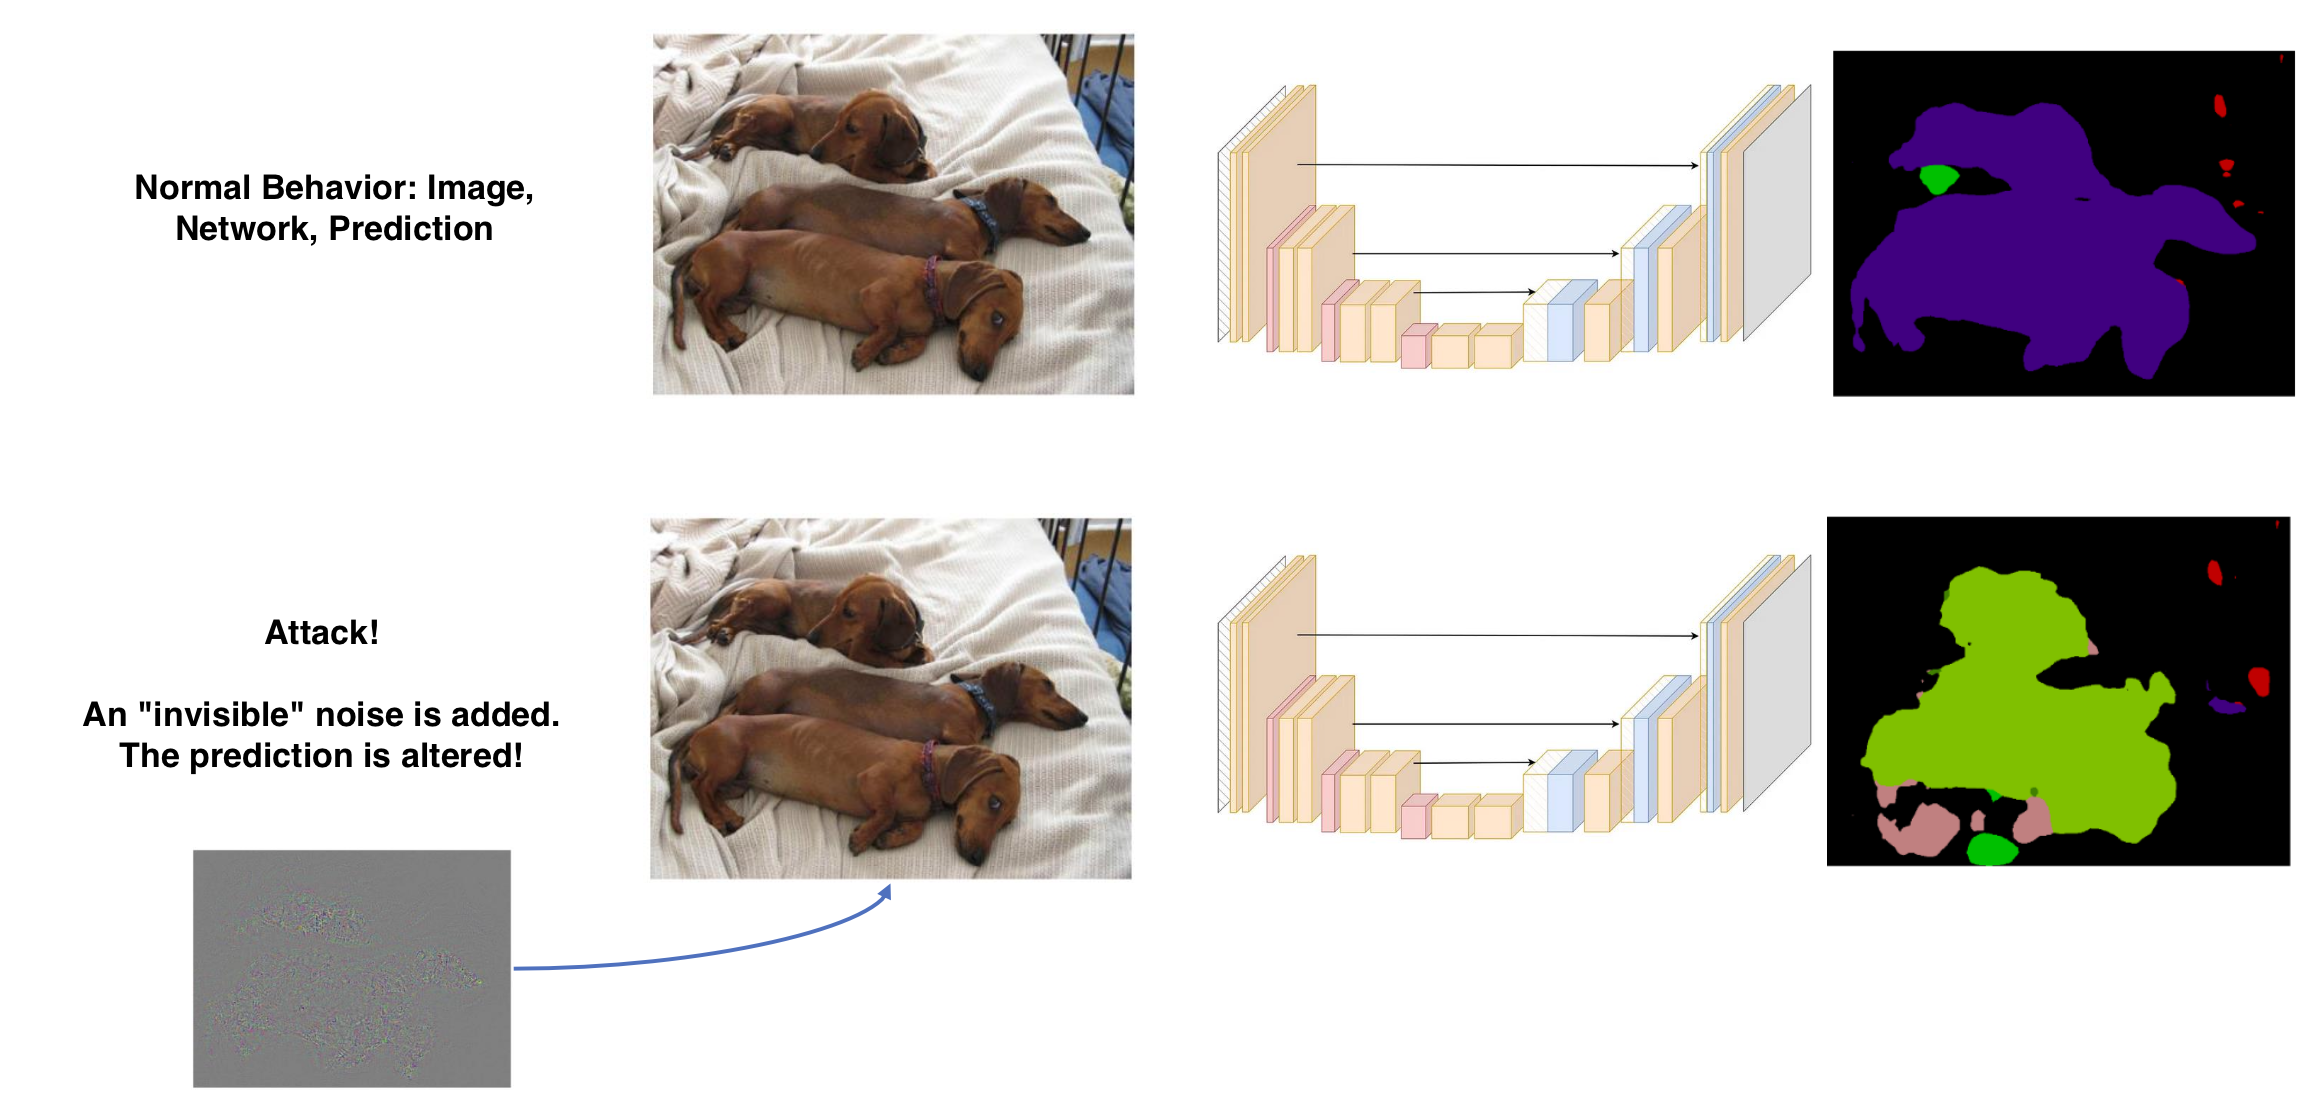 Normal Behavior: Image,
Network, Prediction
Attack!
An "invisible" noise is added.
The prediction is altered!